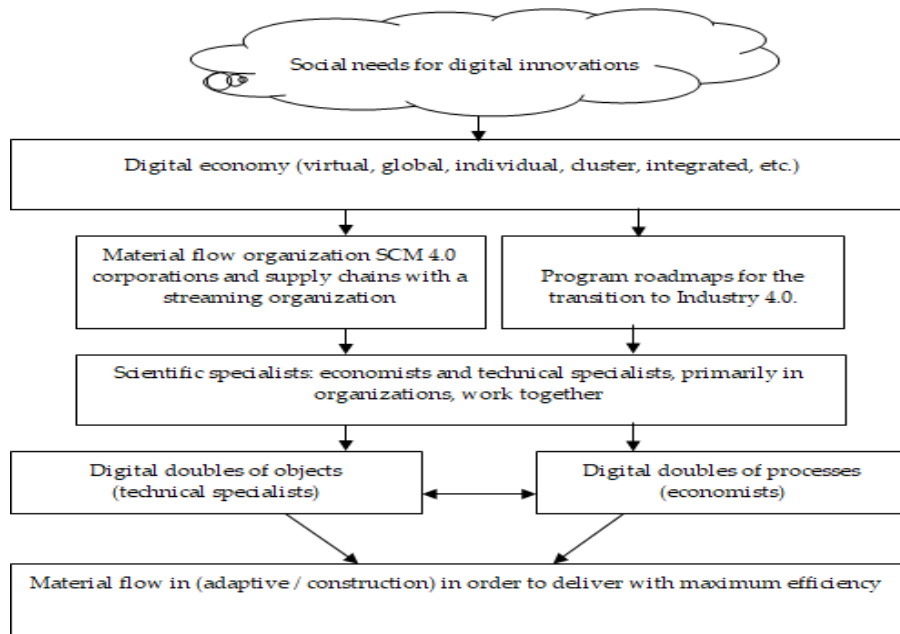 Social needs for digital innovations
Digital economy (virtual, global, individual, cluster, integrated, etc.)
Material flow organization SCM 4.0
corporations and supply chains with a
streaming organization
Program roadmaps for the
transition to Industry 4.0.
Scientific specialists: economists and technical specialists, primarily in
organizations, work together
Digital doubles of objects
(technical specialists)
Digital doubles of processes
(economists)
Material flow in (adaptive / construction) in order to deliver with maximum efficiency